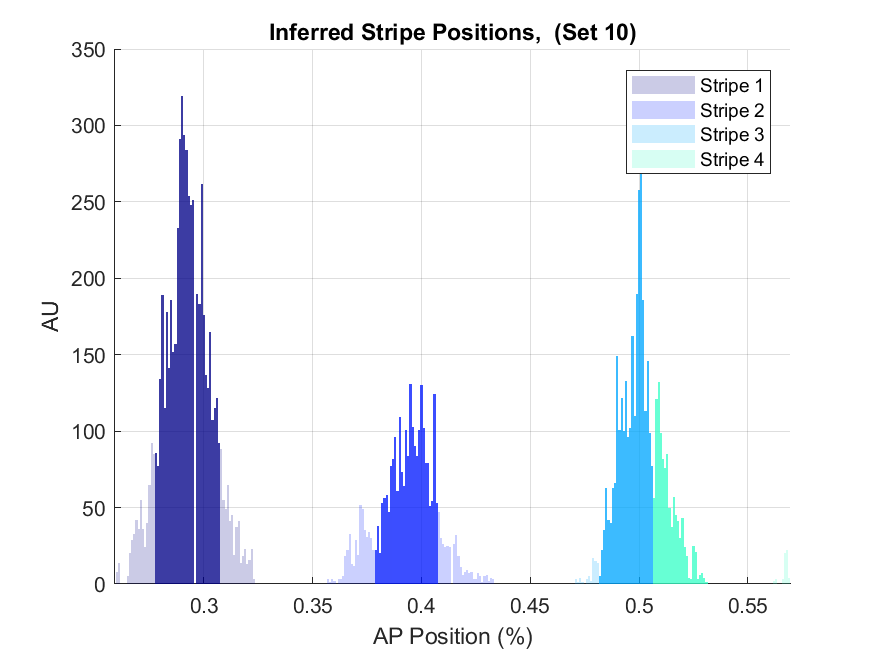 Inferred Stripe Positions,  (Set 10)
350
300
250
200
150
100
50
0
AU
Stripe 1
Stripe 2
Stripe 3
Stripe 4
0.3 0.35 0.4 0.45 0.5 0.55
AP Position (%)